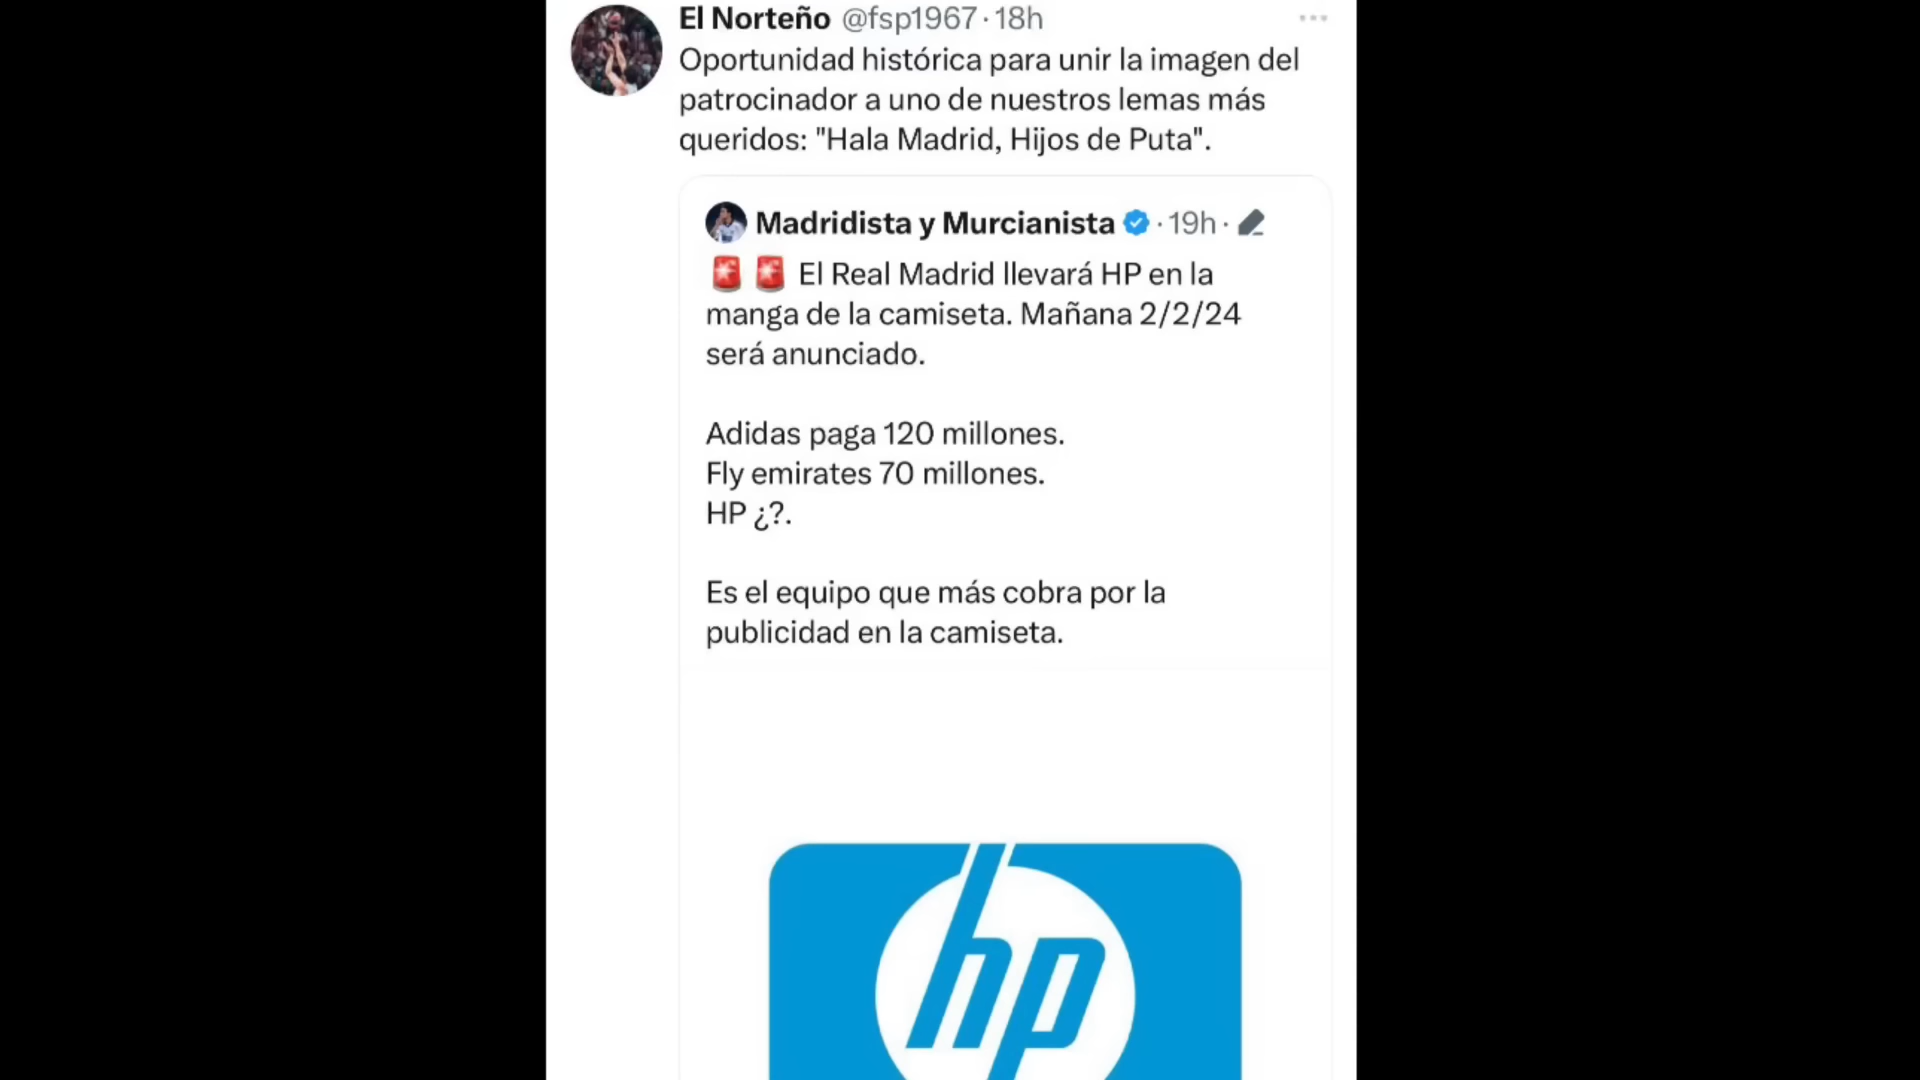 El Norteño @fsp1967 · 18h
Oportunidad histórica para unir la imagen del
patrocinador a uno de nuestros lemas más
queridos: "Hala Madrid, Hijos de Puta".
Madridista y Murcianista · 19h ·
🚨🚨 El Real Madrid llevará HP en la
manga de la camiseta. Mañana 2/2/24
será anunciado.
Adidas paga 120 millones.
Fly emirates 70 millones.
HP ¿?.
Es el equipo que más cobra por la
publicidad en la camiseta.
hp